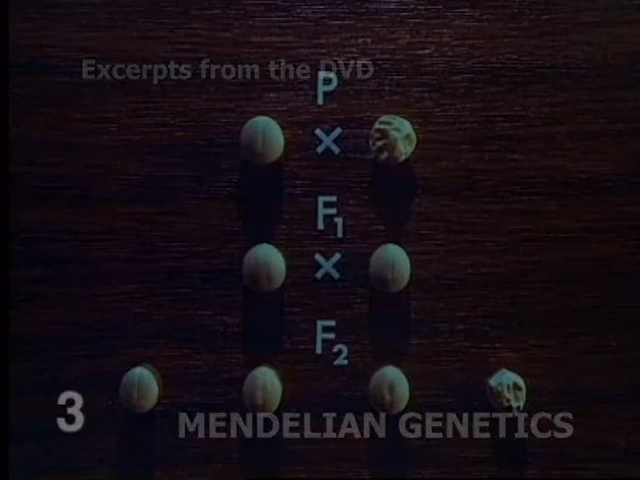 Excerpts from the DVD
P
×
F₁
×
F₂
3
MENDELIAN GENETICS